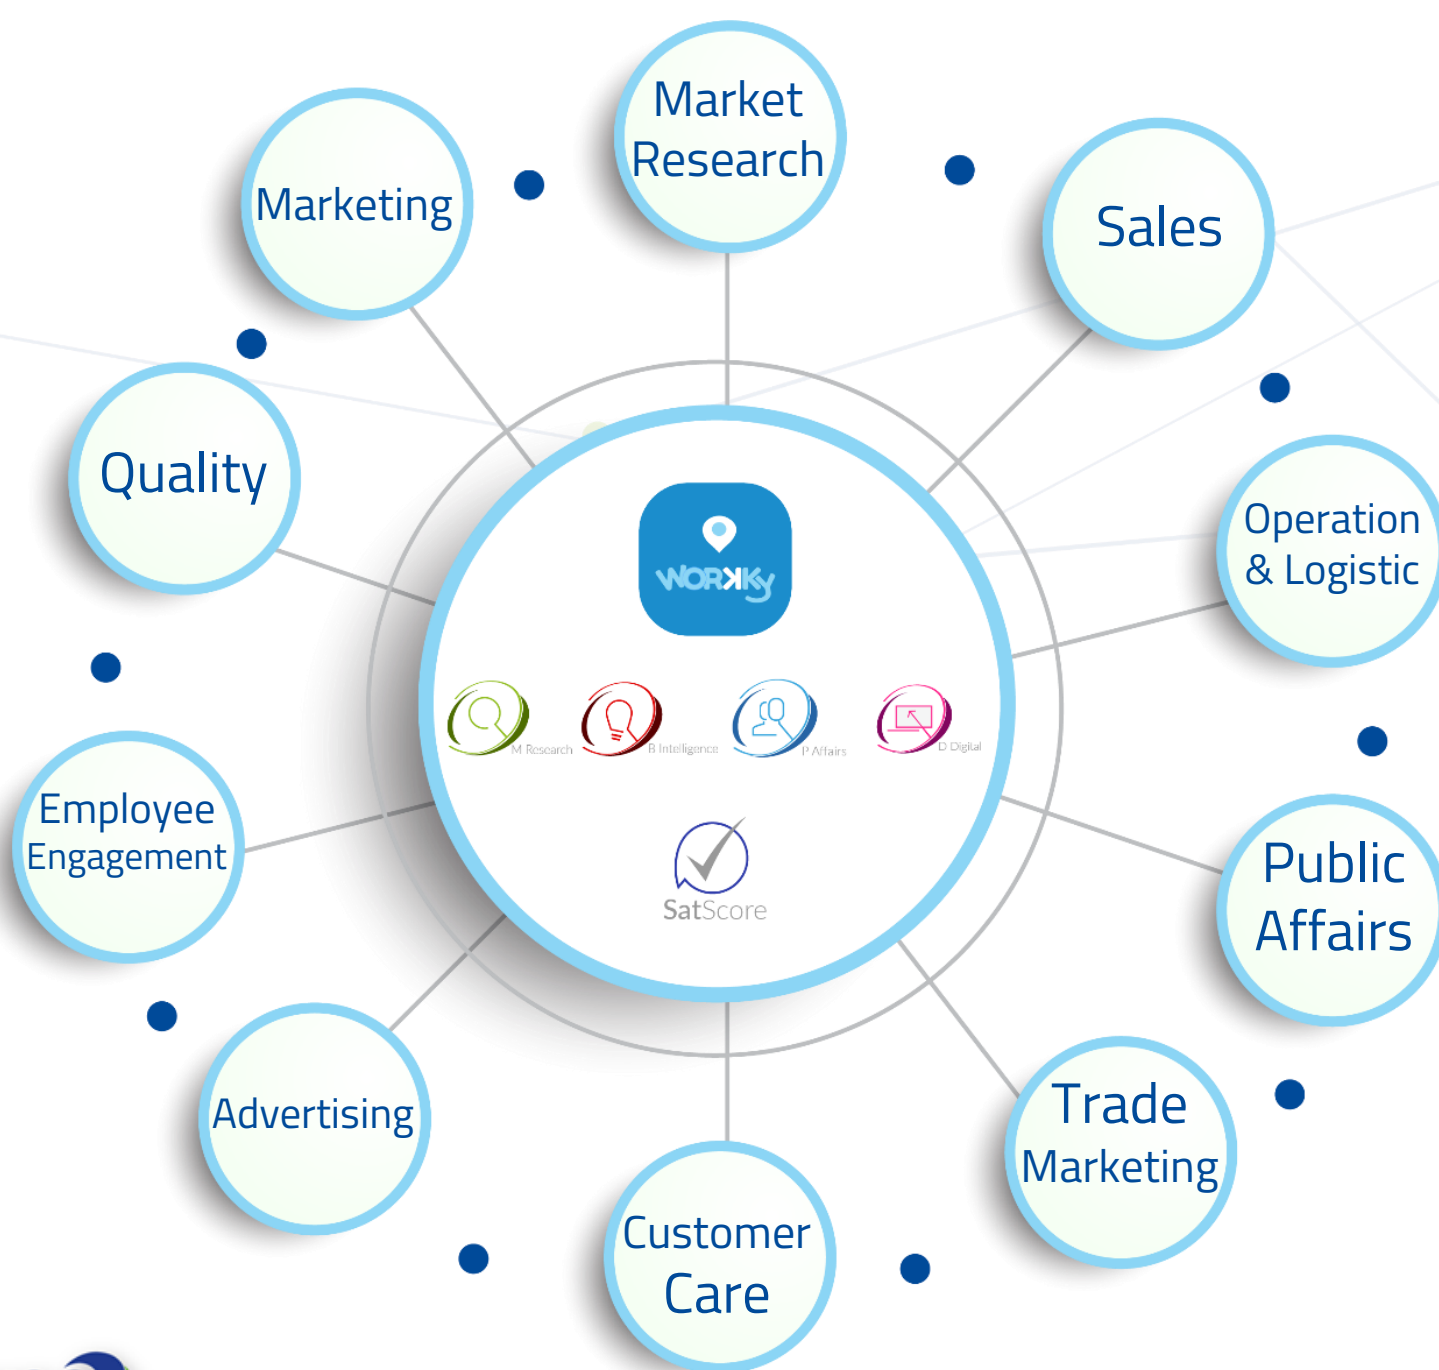 Market
Research
Marketing
Sales
Quality
Operation
& Logistic
WORKKy
M Research
B Intelligence
P Affairs
D Digital
Employee
Engagement
Public
Affairs
SatScore
Advertising
Trade
Marketing
Customer
Care